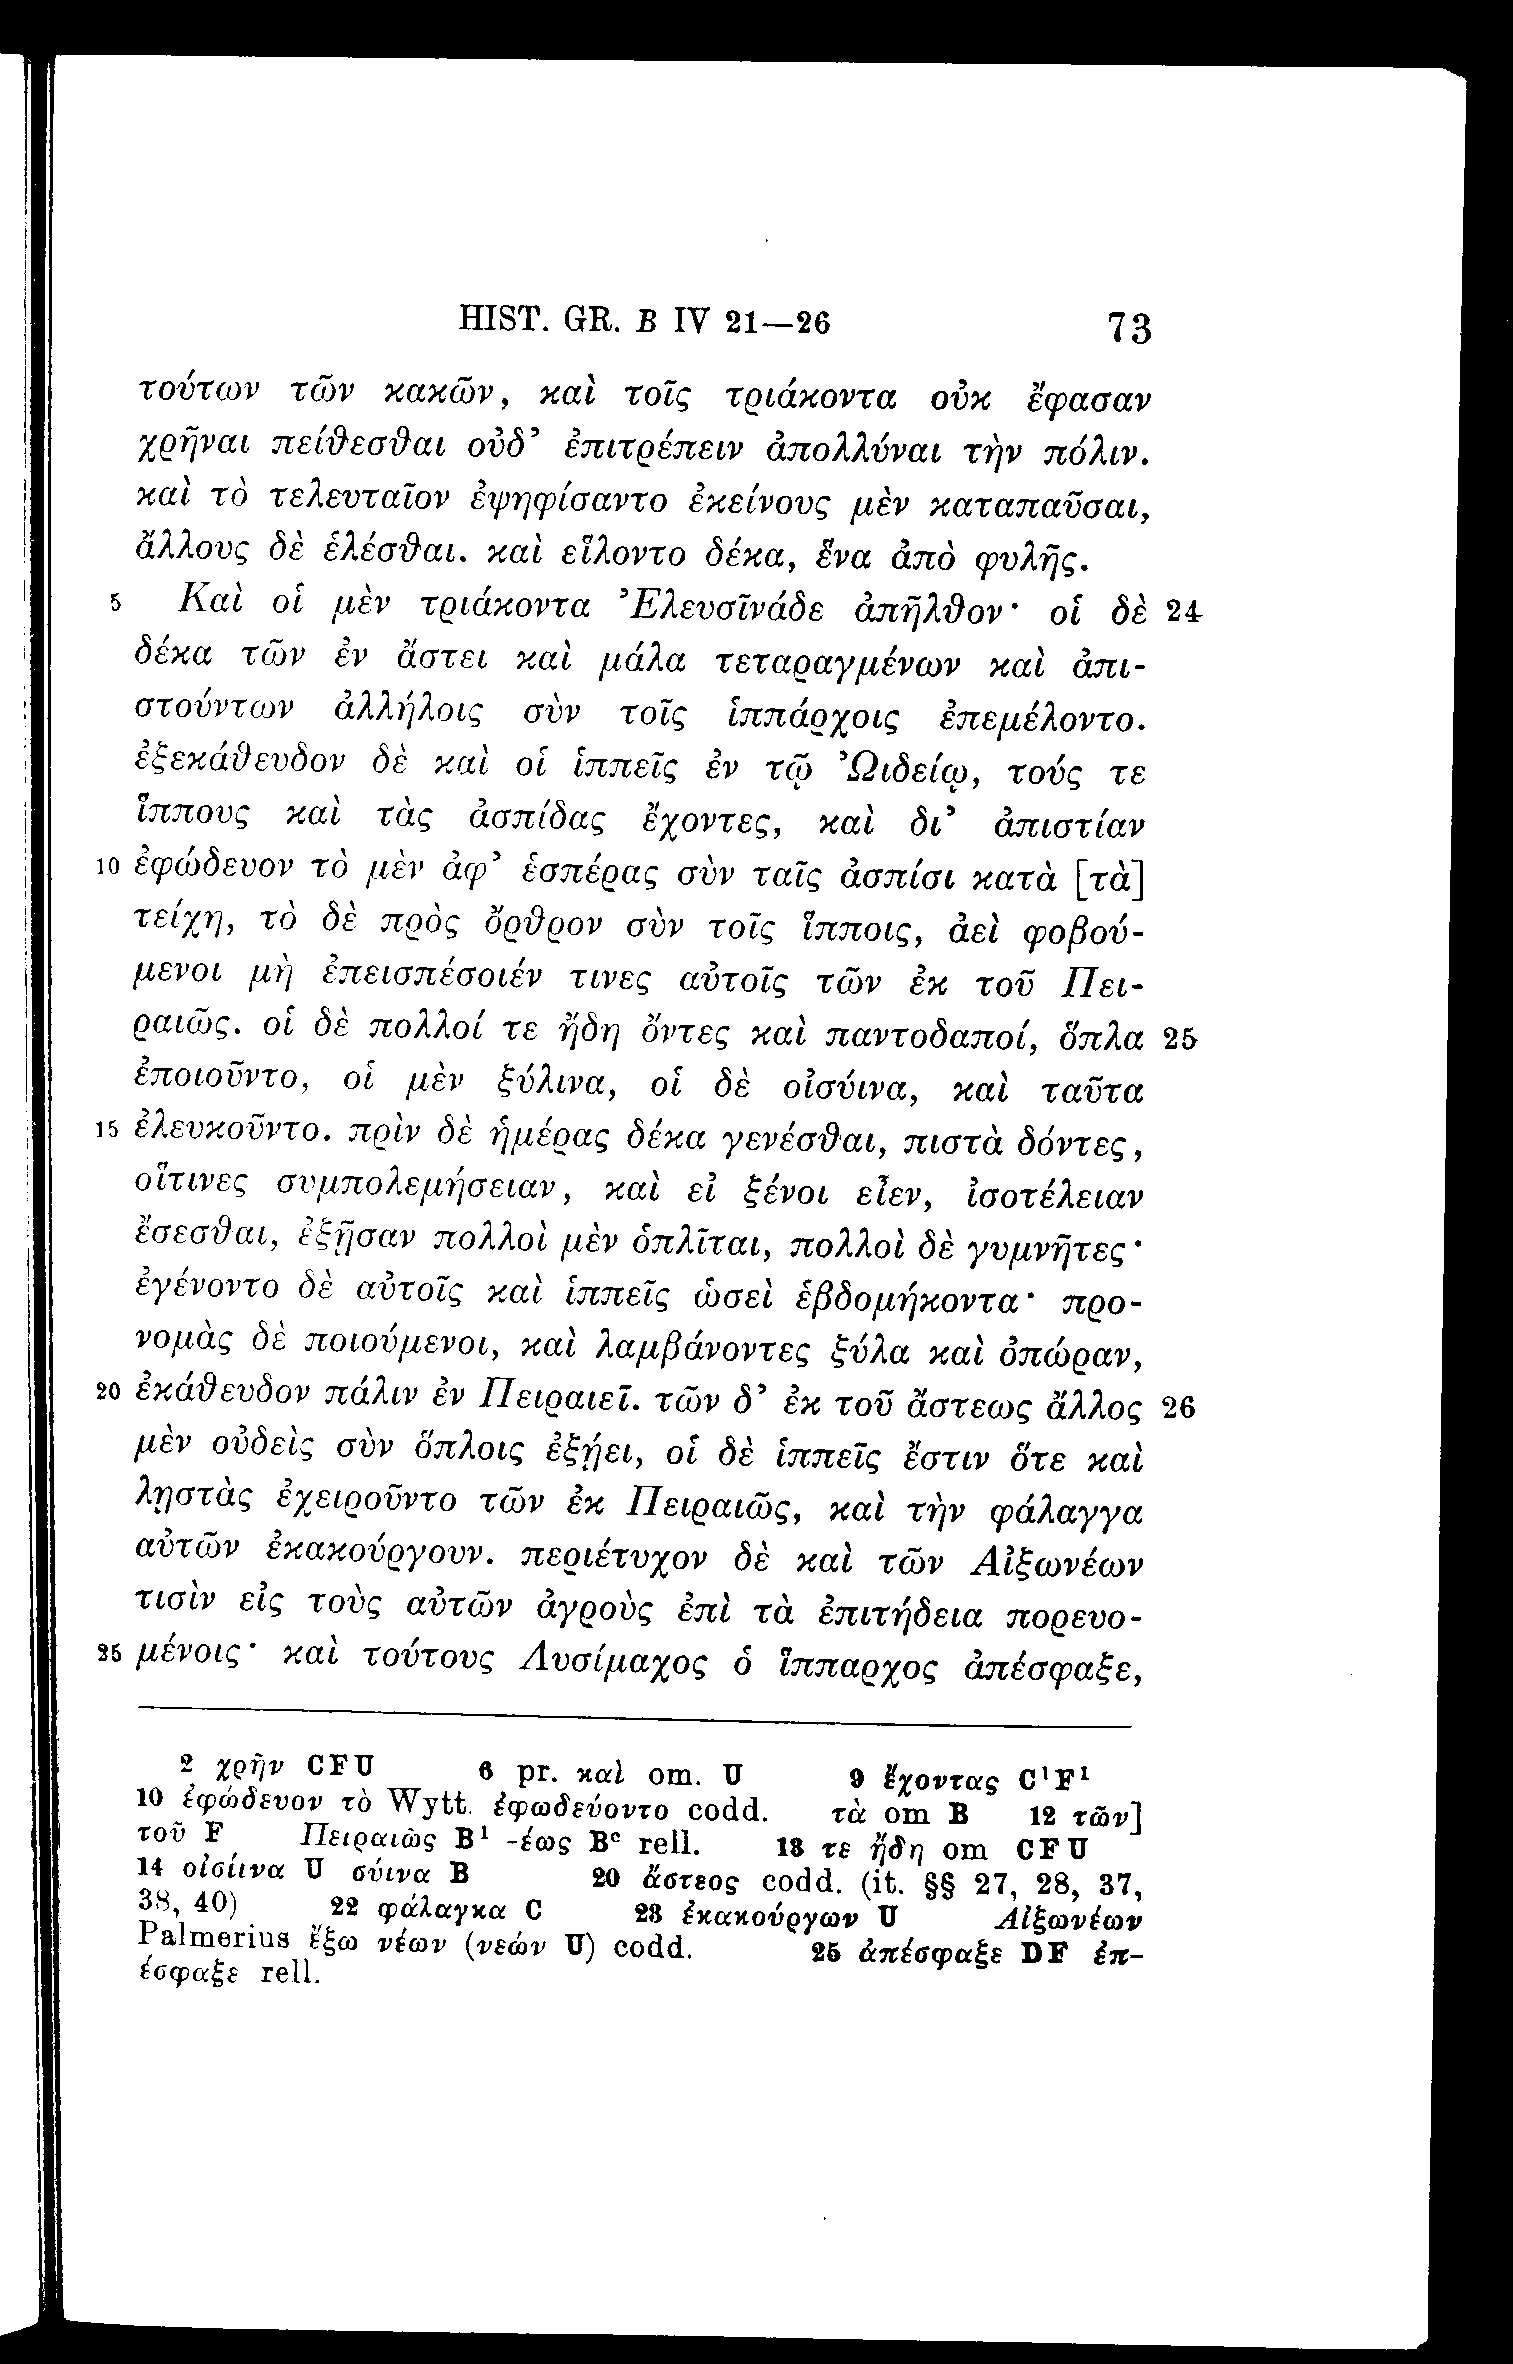 HIST. GR. B IV 21—26 73
τούτων τῶν κακῶν, καὶ τοῖς τριάκοντα οὐκ ἔφασαν
χρῆναι πείθεσθαι οὐδ’ ἐπιτρέπειν ἀπολλύναι τὴν πόλιν.
καὶ τὸ τελευταῖον ἐψηφίσαντο ἐκείνους μὲν καταπαῦσαι,
ἄλλους δὲ ἑλέσθαι. καὶ εἵλοντο δέκα, ἕνα ἀπὸ φυλῆς.
5 Καὶ οἱ μὲν τριάκοντα Ἐλευσῖνάδε ἀπῆλθον· οἱ δὲ 24
δέκα τῶν ἐν ἄστει καὶ μάλα τεταραγμένων καὶ ἀπι-
στούντων ἀλλήλοις σὺν τοῖς ἱππάρχοις ἐπεμέλοντο.
ἐξεκάθευδον δὲ καὶ οἱ ἱππεῖς ἐν τῷ Ὠιδείῳ, τούς τε
ἵππους καὶ τὰς ἀσπίδας ἔχοντες, καὶ δι’ ἀπιστίαν
10 ἐφώδευον τὸ μὲν ἀφ’ ἑσπέρας σὺν ταῖς ἀσπίσι κατὰ [τὰ]
τείχη, τὸ δὲ πρὸς ὄρθρον σὺν τοῖς ἵπποις, ἀεὶ φοβού-
μενοι μὴ ἐπεισπέσοιέν τινες αὐτοῖς τῶν ἐκ τοῦ Πει-
ραιῶς. οἱ δὲ πολλοί τε ἤδη ὄντες καὶ παντοδαποί, ὅπλα 25
ἐποιοῦντο, οἱ μὲν ξύλινα, οἱ δὲ οἰσύινα, καὶ ταῦτα
15 ἐλευκοῦντο. πρὶν δὲ ἡμέρας δέκα γενέσθαι, πιστὰ δόντες,
οἵτινες συμπολεμήσειαν, καὶ εἰ ξένοι εἶεν, ἰσοτέλειαν
ἔσεσθαι, ἐξῇσαν πολλοὶ μὲν ὁπλῖται, πολλοὶ δὲ γυμνῆτες·
ἐγένοντο δὲ αὐτοῖς καὶ ἱππεῖς ὡσεὶ ἑβδομήκοντα· προ-
νομὰς δὲ ποιούμενοι, καὶ λαμβάνοντες ξύλα καὶ ὀπώραν,
20 ἐκάθευδον πάλιν ἐν Πειραιεῖ. τῶν δ’ ἐκ τοῦ ἄστεως ἄλλος 26
μὲν οὐδεὶς σὺν ὅπλοις ἐξῄει, οἱ δὲ ἱππεῖς ἔστιν ὅτε καὶ
λῃστὰς ἐχειροῦντο τῶν ἐκ Πειραιῶς, καὶ τὴν φάλαγγα
αὐτῶν ἐκακούργουν. περιέτυχον δὲ καὶ τῶν Αἰξωνέων
τισὶν εἰς τοὺς αὑτῶν ἀγροὺς ἐπὶ τὰ ἐπιτήδεια πορευο-
25 μένοις· καὶ τούτους Λυσίμαχος ὁ ἵππαρχος ἀπέσφαξε,
2 χρῆν CFU 6 pr. καὶ om. U 9 ἔχοντας C¹F¹
10 ἐφώδευον τὸ Wytt. ἐφωδεύοντο codd. τὰ om B 12 τῶν]
τοῦ F Πειραιῶς B¹ -έως Bᶜ rell. 13 τε ἤδη om CFU
14 οἰσίινα U σύινα B 20 ἄστεος codd. (it. §§ 27, 28, 37,
38, 40) 22 φάλαγκα C 23 ἐκακούργων U Αἰξωνέων
Palmerius ἔξω νέων (νεών U) codd. 25 ἀπέσφαξε DF ἐπ-
έσφαξε rell.